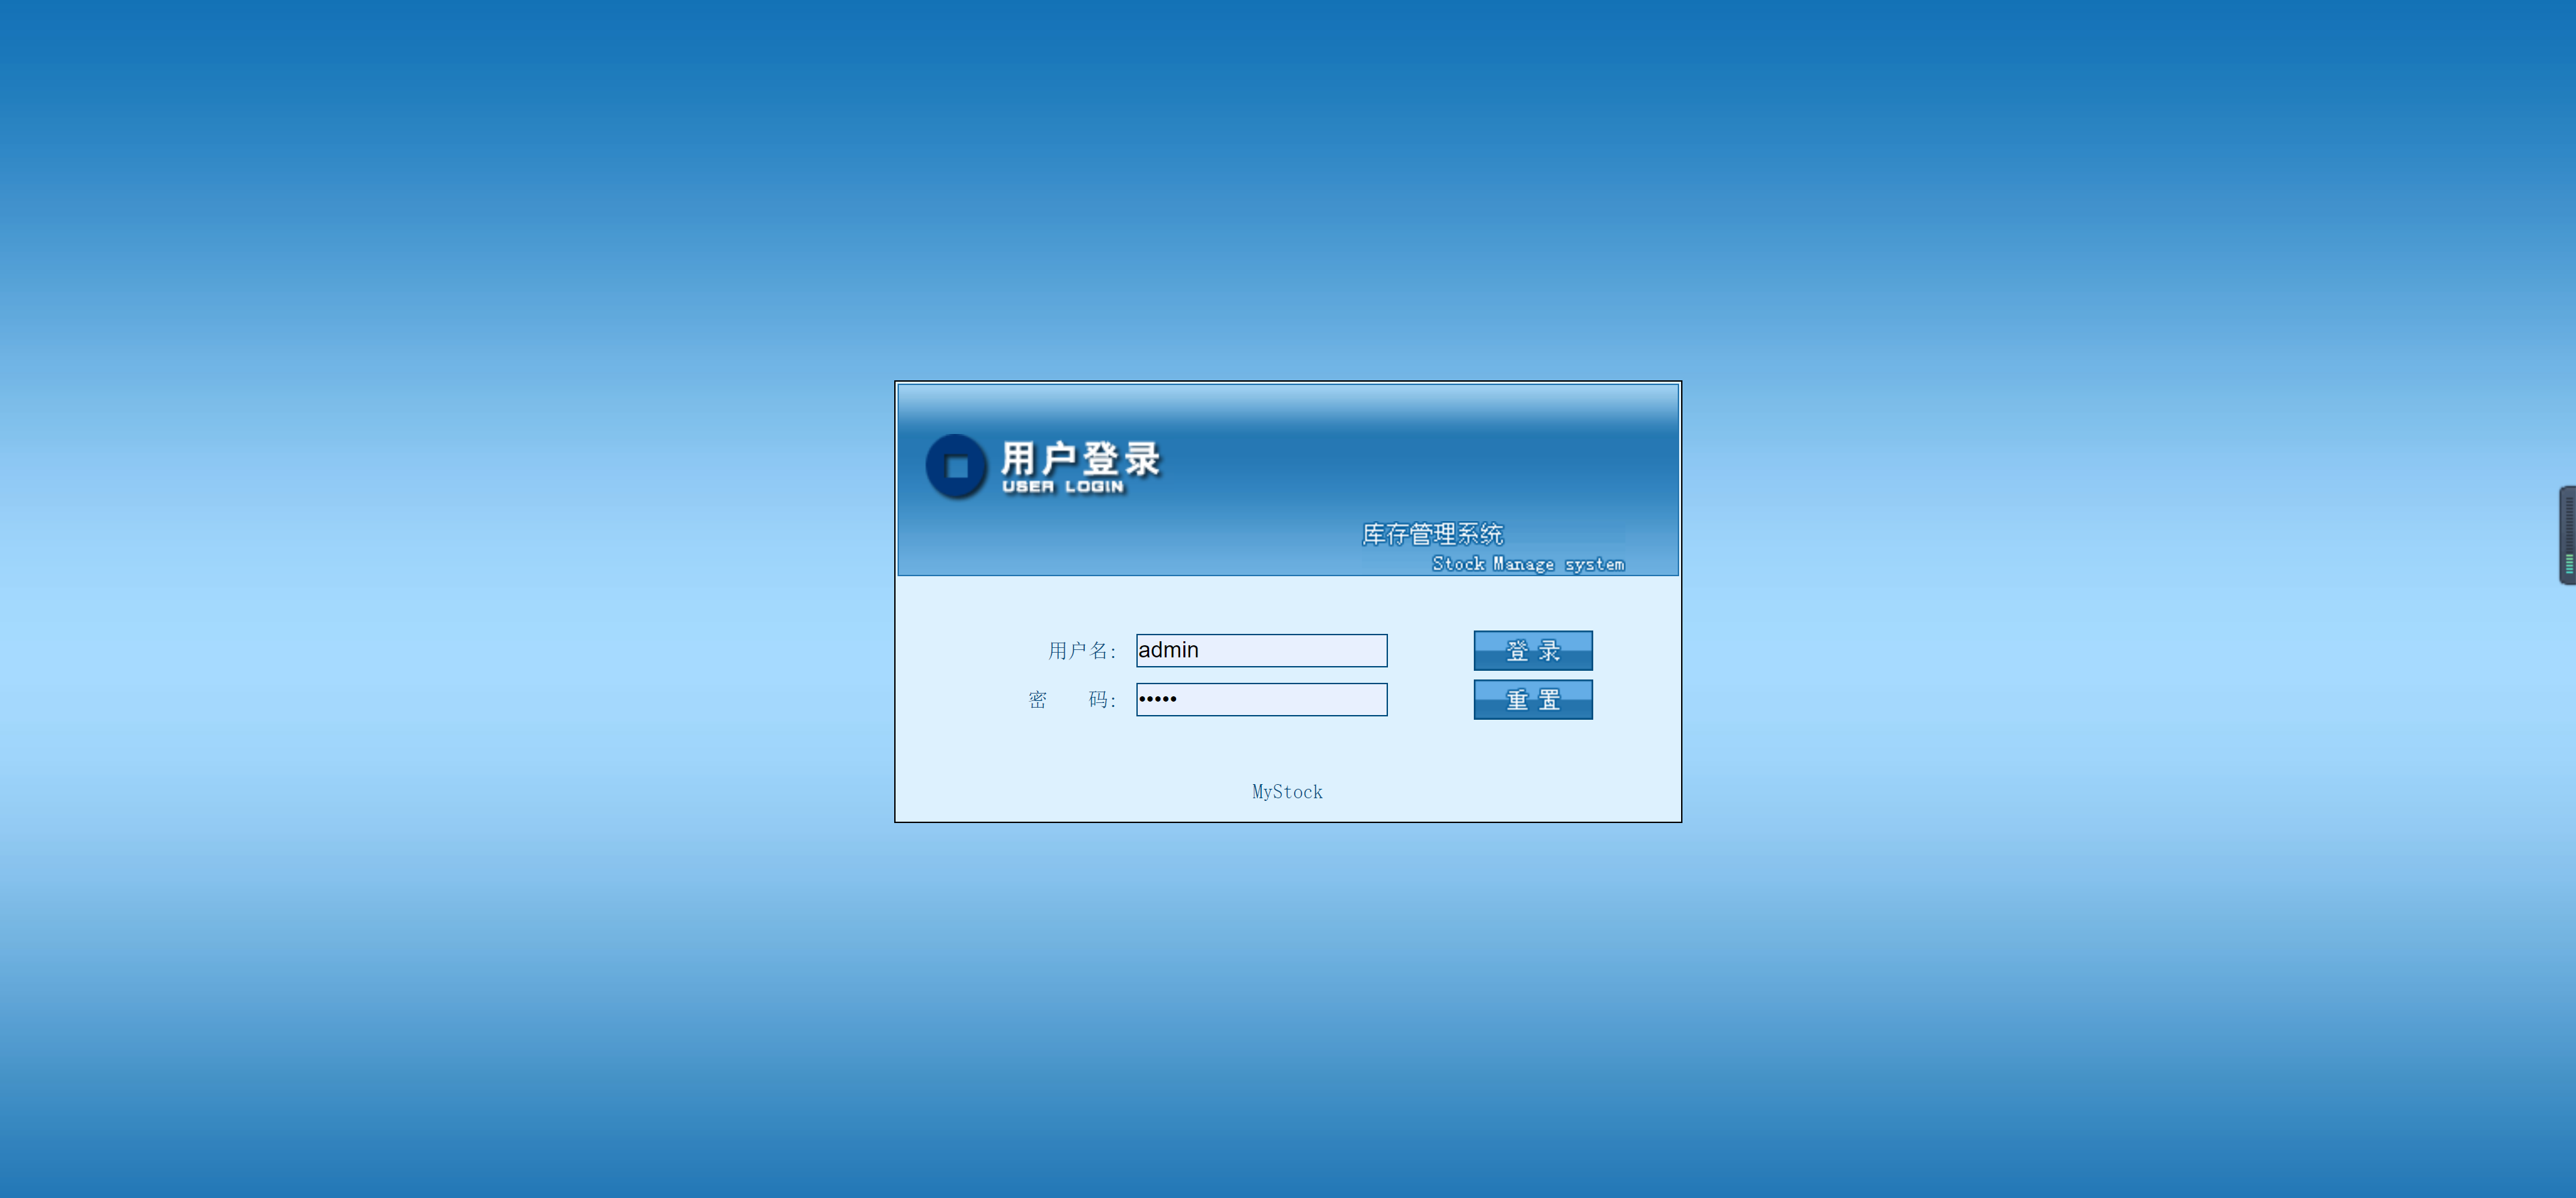 用户登录
USER LOGIN
库存管理系统
Stock Manage system
用户名: admin 登 录
密 码: ••••• 重 置
MyStock